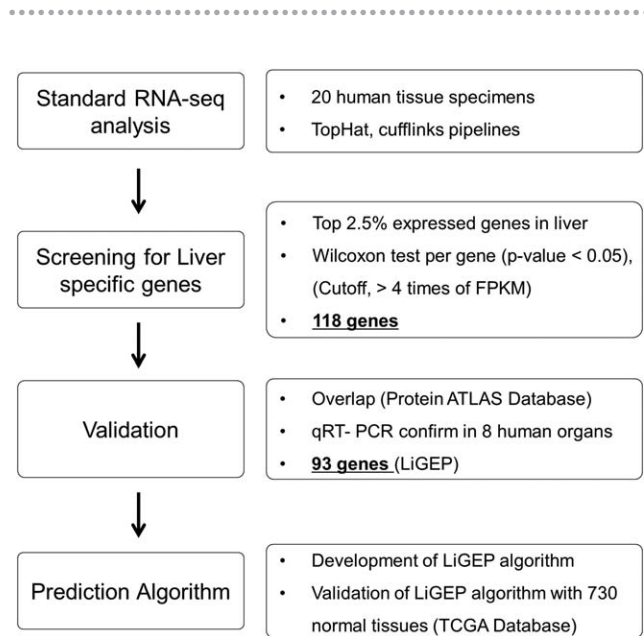 Standard RNA-seq
analysis
• 20 human tissue specimens
• TopHat, cufflinks pipelines
Screening for Liver
specific genes
• Top 2.5% expressed genes in liver
• Wilcoxon test per gene (p-value < 0.05),
(Cutoff, > 4 times of FPKM)
• 118 genes
Validation
• Overlap (Protein ATLAS Database)
• qRT- PCR confirm in 8 human organs
• 93 genes (LiGEP)
Prediction Algorithm
• Development of LiGEP algorithm
• Validation of LiGEP algorithm with 730
normal tissues (TCGA Database)